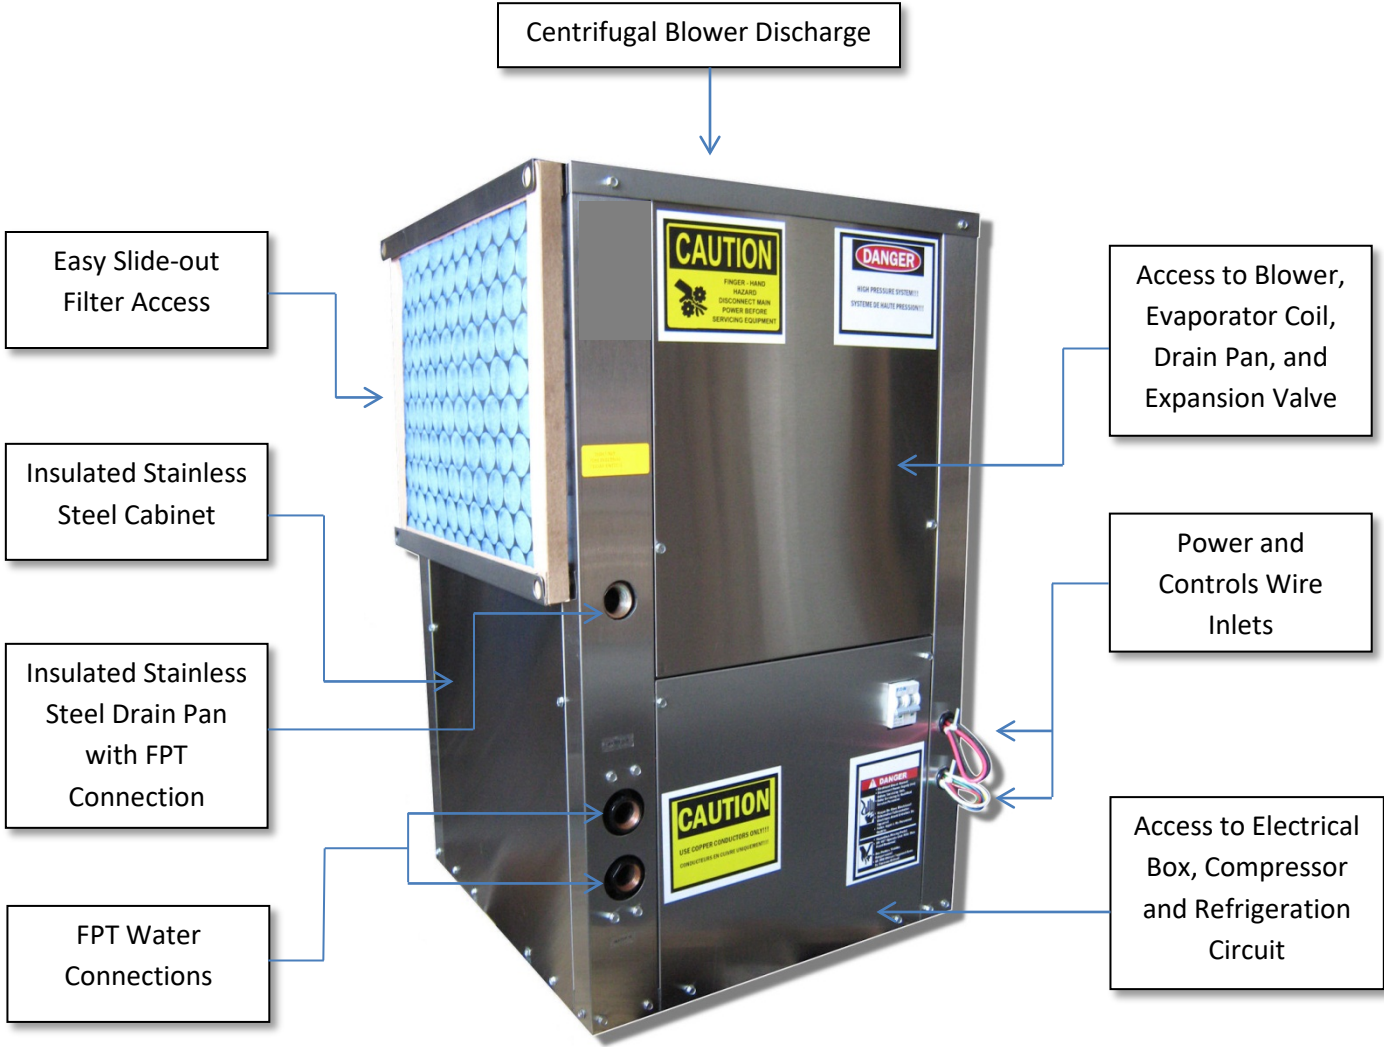 Centrifugal Blower Discharge
Easy Slide-out
Filter Access
Insulated Stainless
Steel Cabinet
Insulated Stainless
Steel Drain Pan
with FPT
Connection
FPT Water
Connections
CAUTION
FINGER - HAND
HAZARD
DISCONNECT MAIN
POWER BEFORE
SERVICING EQUIPMENT
DANGER
HIGH PRESSURE SYSTEM!!!
SYSTEME DE HAUTE PRESSION!!!
CAUTION
USE COPPER CONDUCTORS ONLY!!!
CONDUCTEURS EN CUIVRE UNIQUEMENT!!!
DANGER
Access to Blower,
Evaporator Coil,
Drain Pan, and
Expansion Valve
Power and
Controls Wire
Inlets
Access to Electrical
Box, Compressor
and Refrigeration
Circuit